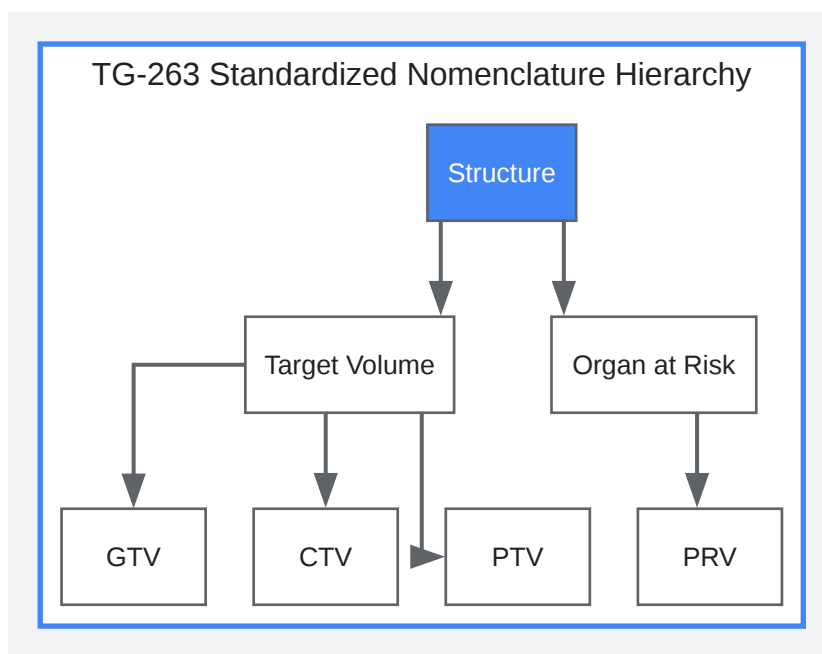 TG-263 Standardized Nomenclature Hierarchy
Structure
Target Volume
Organ at Risk
GTV
CTV
PTV
PRV